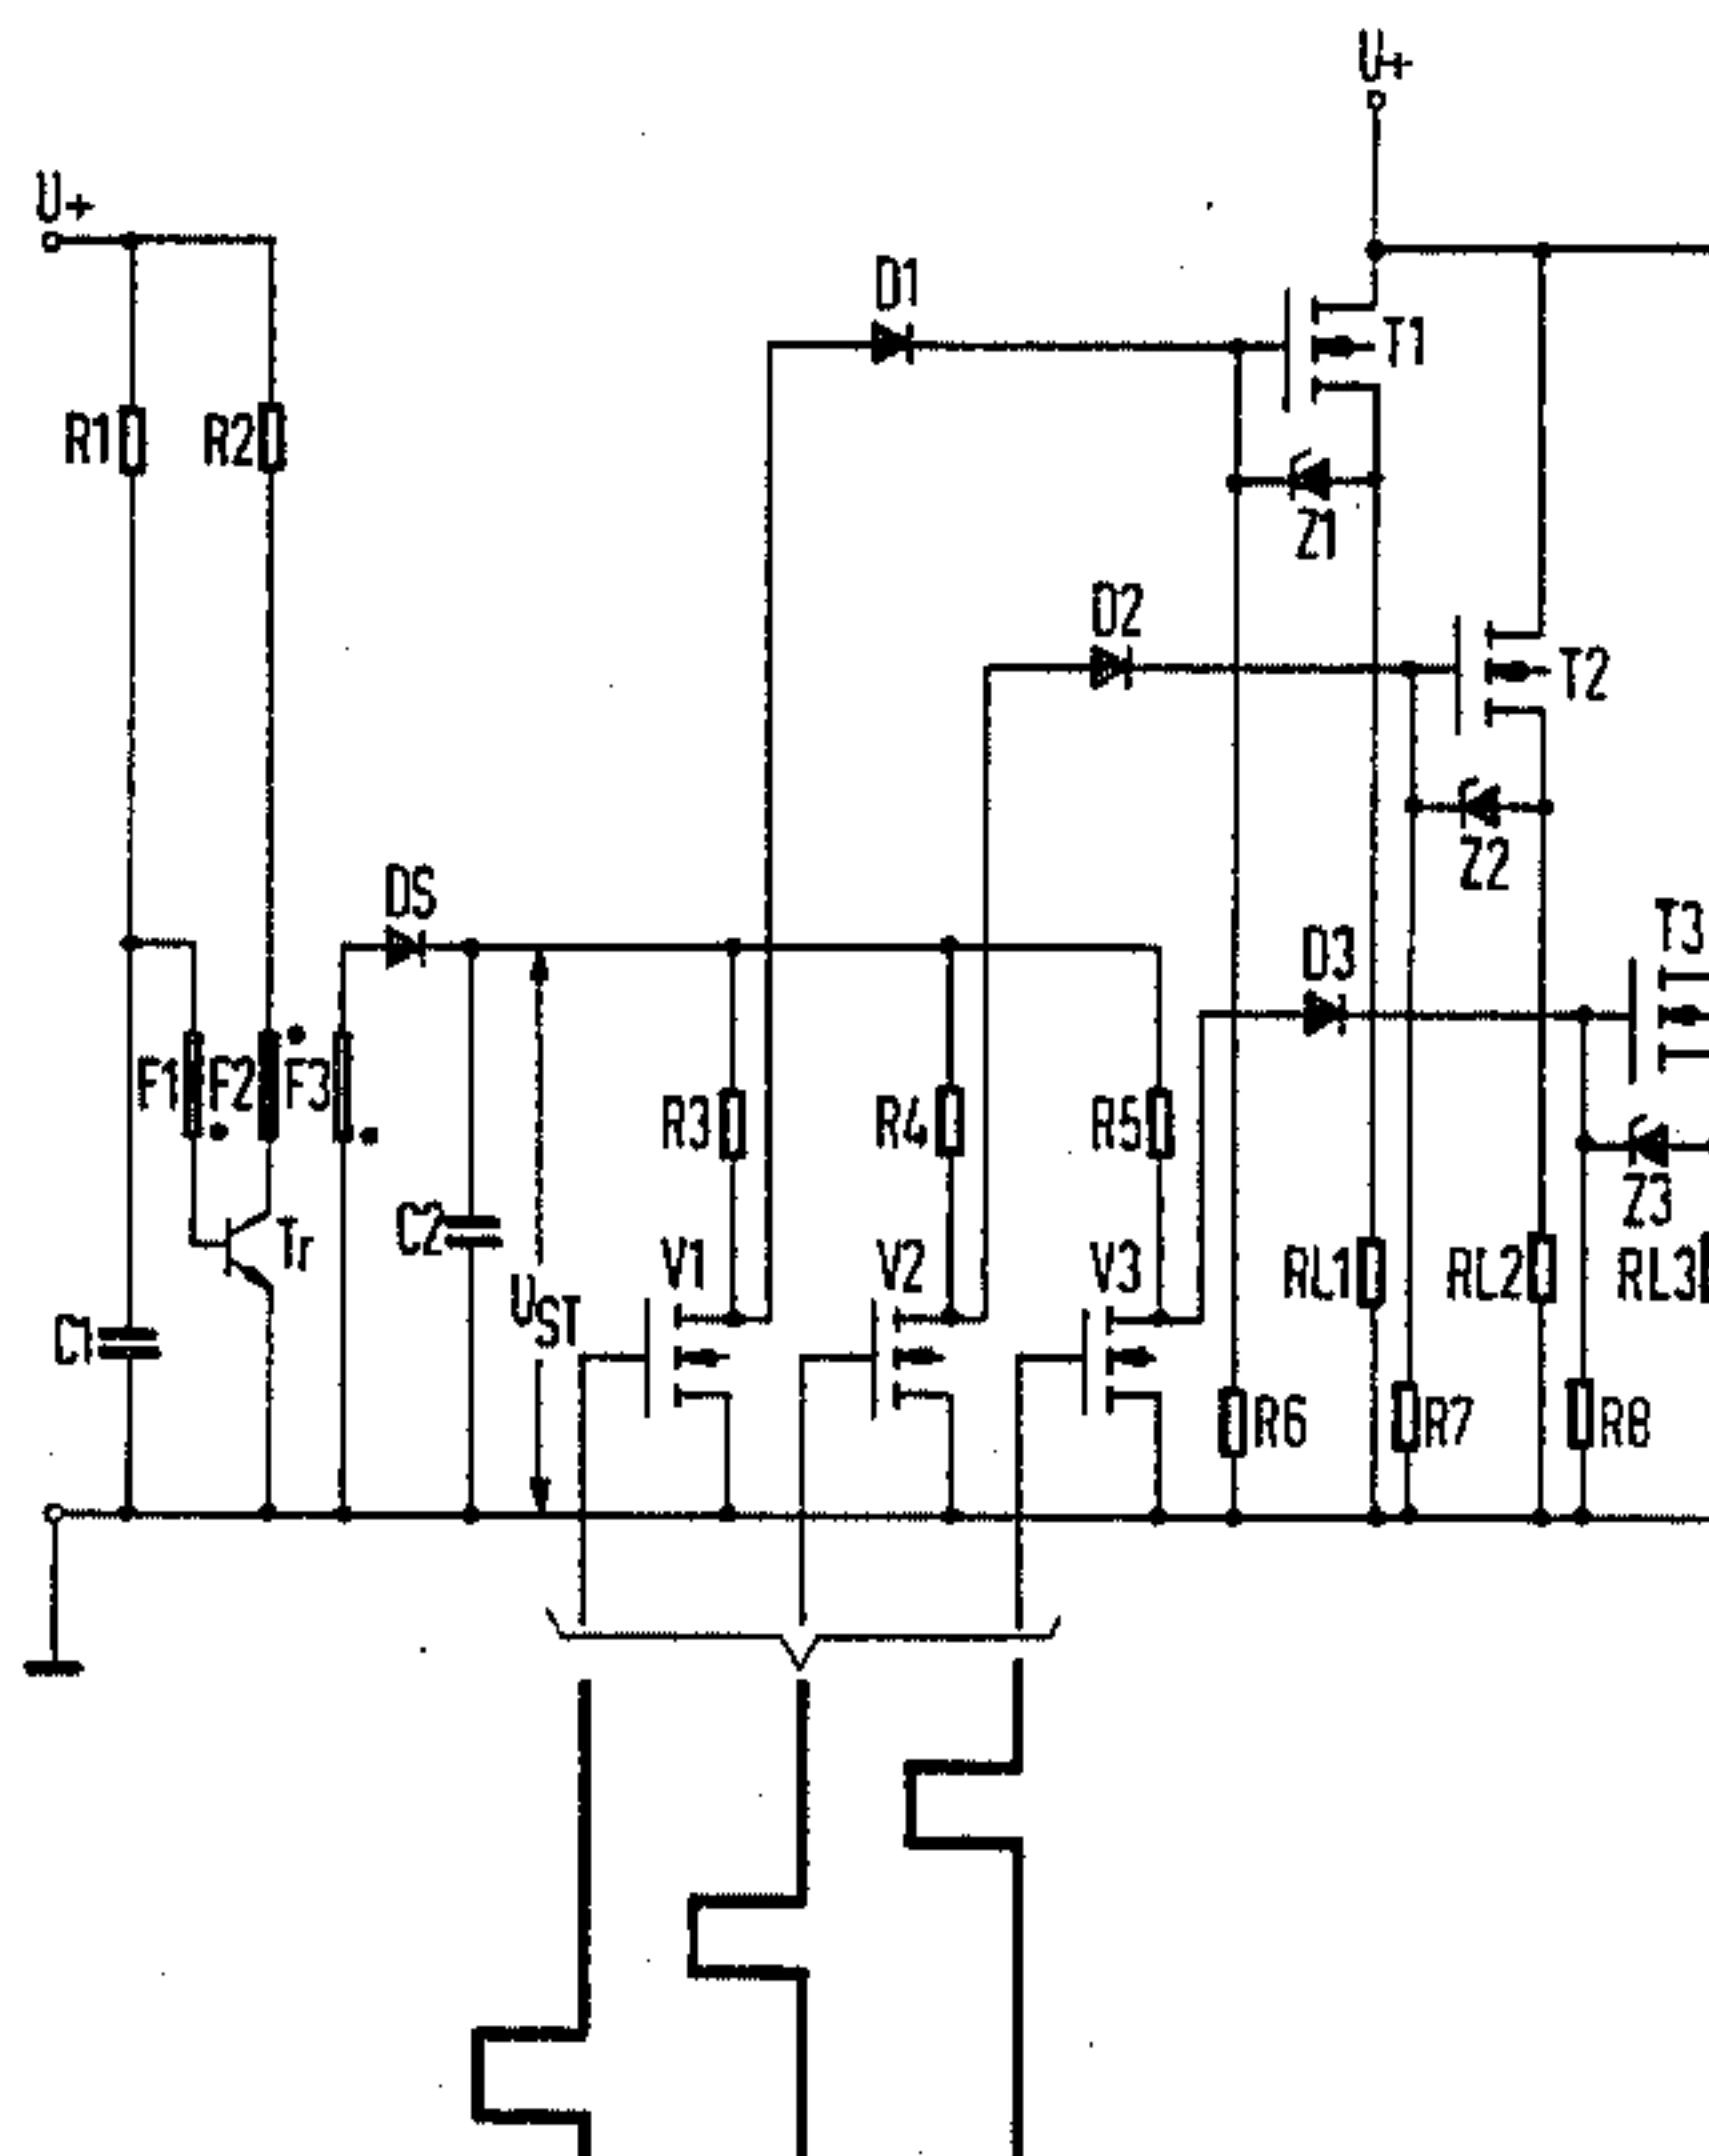 U+
U+
D1
T1
R1
R2
Z1
D2
T2
Z2
DS
D3
T3
F1
F2
F3
R3
R4
R5
Z3
C2
Tr
V1
V2
V3
RL1
RL2
RL3
UST
C1
R6
R7
R8